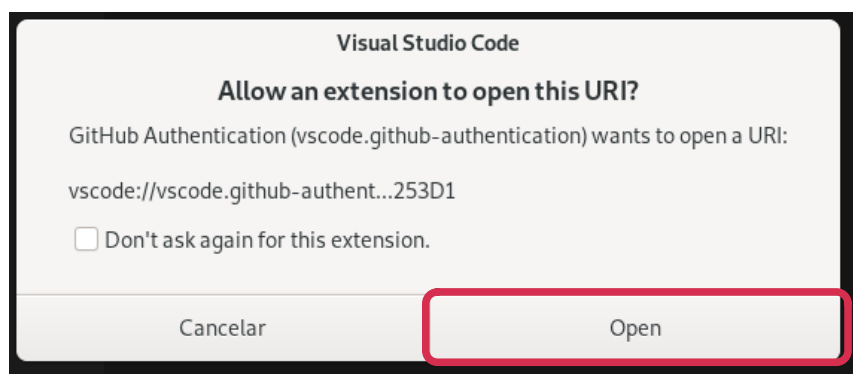 Visual Studio Code
Allow an extension to open this URI?
GitHub Authentication (vscode.github-authentication) wants to open a URI:
vscode://vscode.github-authent...253D1
Don't ask again for this extension.
Cancelar
Open